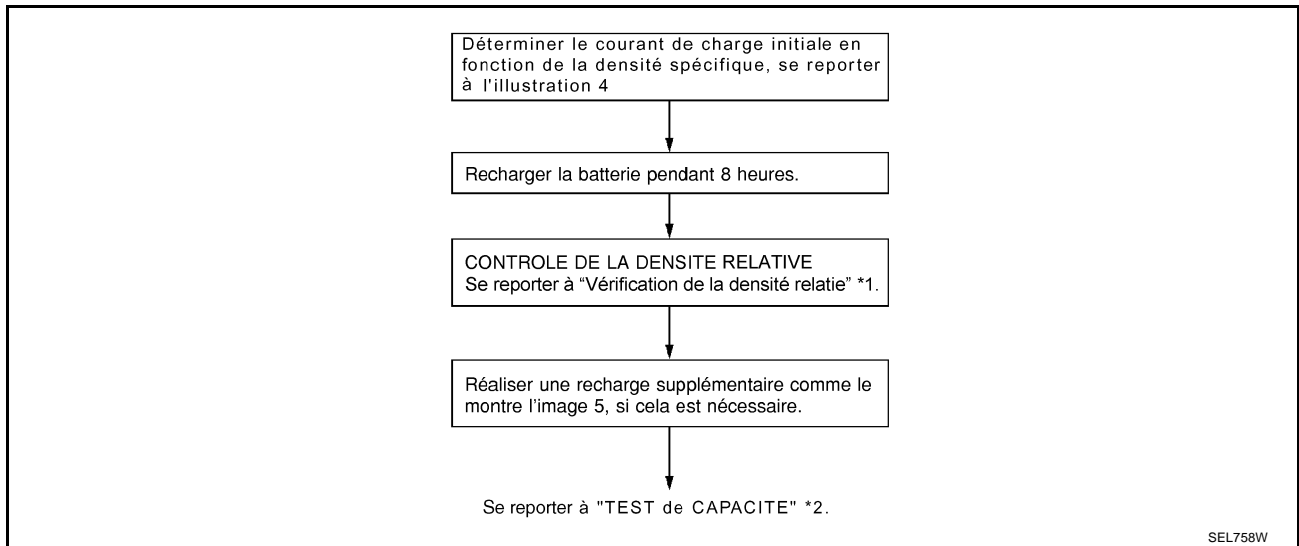 Déterminer le courant de charge initiale en
fonction de la densité spécifique, se reporter
à l'illustration 4
Recharger la batterie pendant 8 heures.
CONTROLE DE LA DENSITE RELATIVE
Se reporter à “Vérification de la densité relatie” *1.
Réaliser une recharge supplémentaire comme le
montre l’image 5, si cela est nécessaire.
Se reporter à "TEST de CAPACITE" *2.
SEL758W